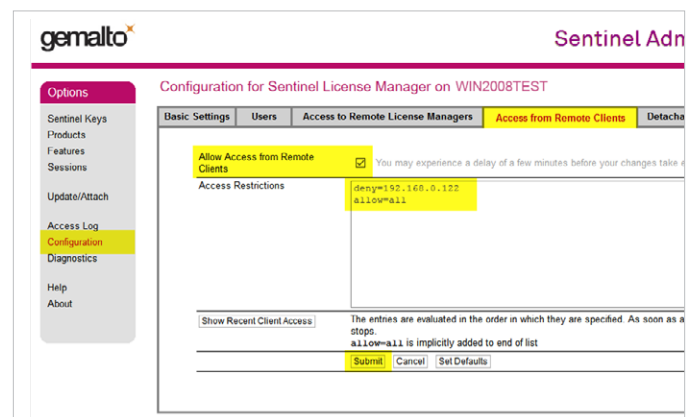 gemalto
Sentinel Adm
Options
Configuration for Sentinel License Manager on WIN2008TEST
Sentinel Keys
Products
Features
Sessions
Update/Attach
Access Log
Configuration
Diagnostics
Help
About
Basic Settings Users Access to Remote License Managers Access from Remote Clients Detacha
Allow Access from Remote
Clients
You may experience a delay of a few minutes before your changes take e
Access Restrictions
deny=192.168.0.122
allow=all
Show Recent Client Access
The entries are evaluated in the order in which they are specified. As soon as a
stops.
allow=all is implicitly added to end of list
Submit Cancel Set Defaults